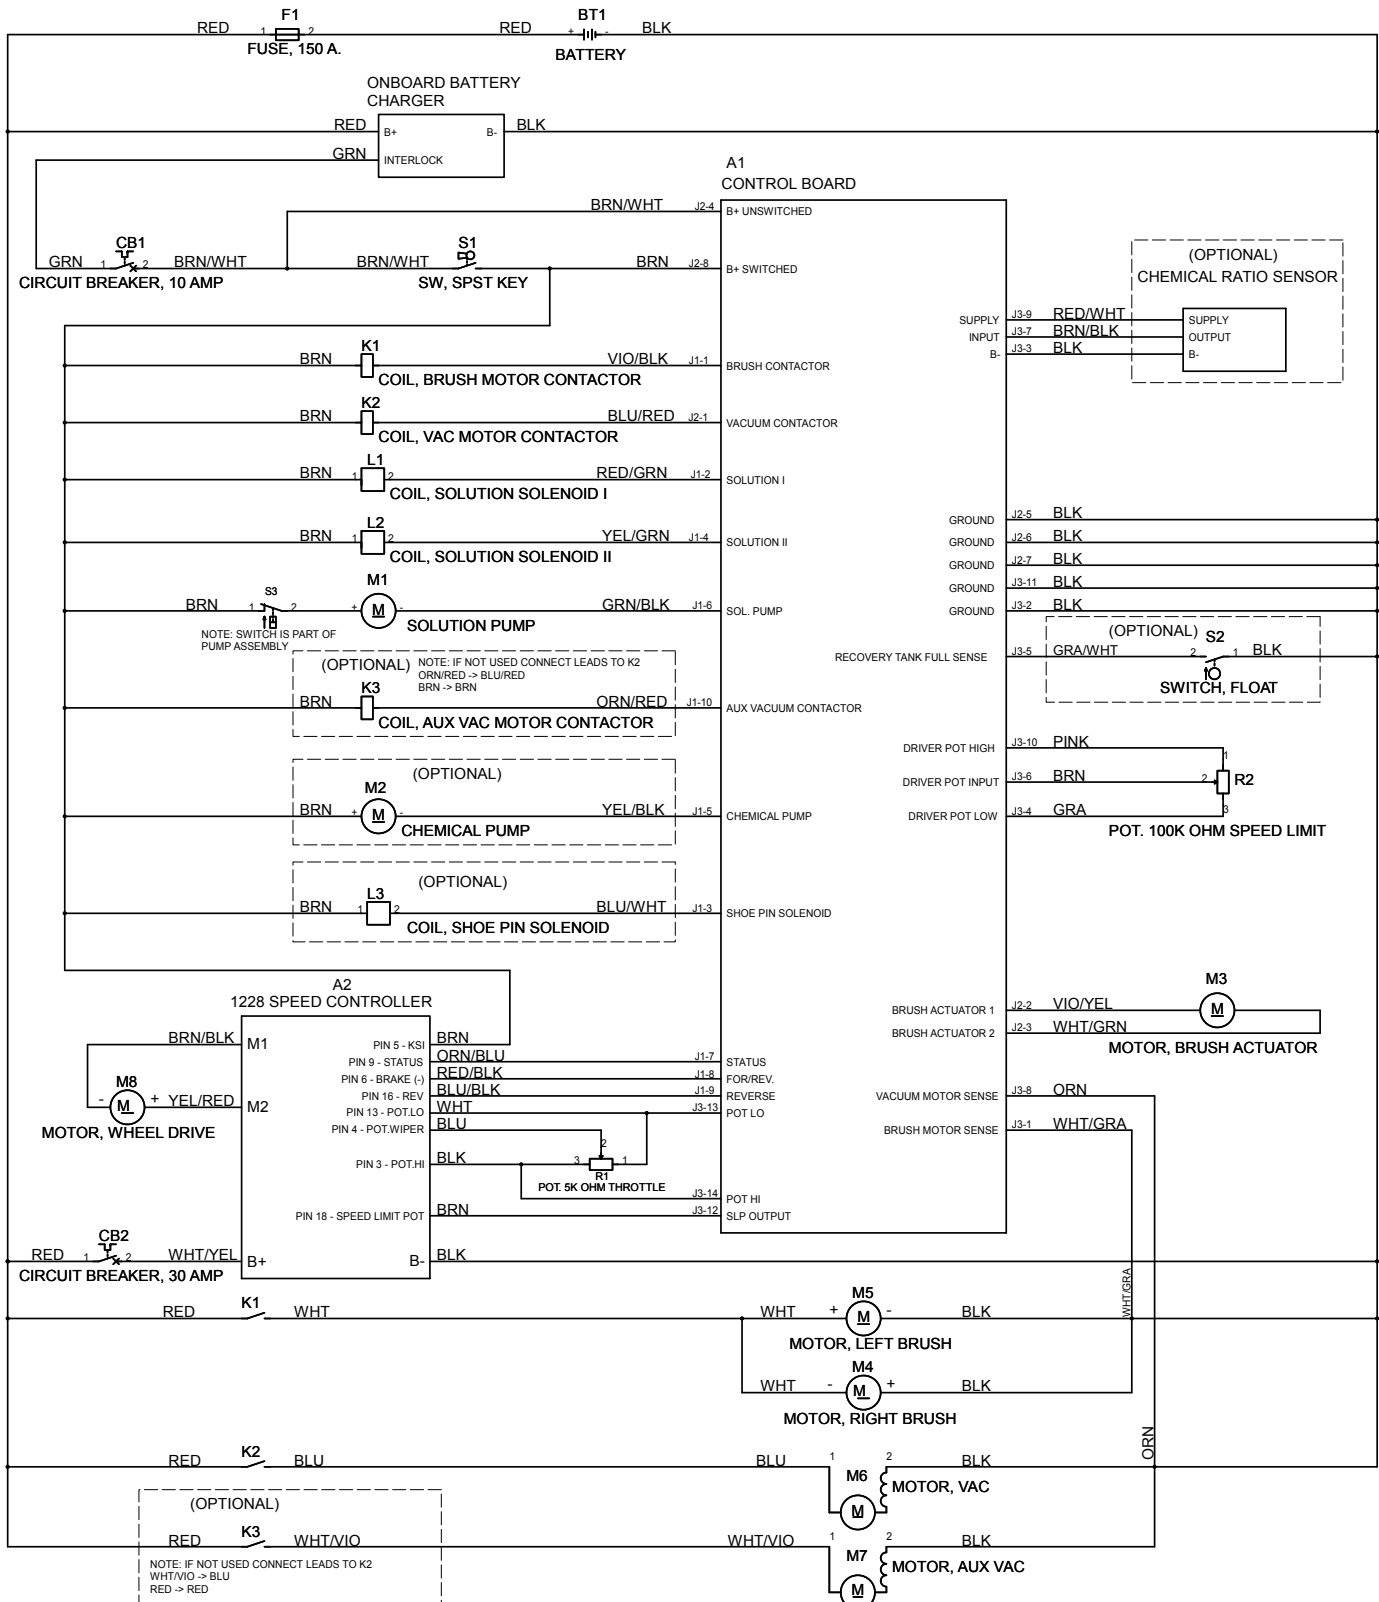 F1
RED 1 2 RED
FUSE, 150 A.
BT1
+ - BLK
BATTERY
ONBOARD BATTERY
CHARGER
RED B+ B- BLK
GRN INTERLOCK
A1
CONTROL BOARD
BRN/WHT J2-4 B+ UNSWITCHED
CB1
GRN 1 2 BRN/WHT
CIRCUIT BREAKER, 10 AMP
S1
BRN/WHT BRN J2-8 B+ SWITCHED
SW, SPST KEY
(OPTIONAL)
CHEMICAL RATIO SENSOR
SUPPLY J3-9 RED/WHT SUPPLY
INPUT J3-7 BRN/BLK OUTPUT
B- J3-3 BLK B-
K1
BRN VIO/BLK J1-1 BRUSH CONTACTOR
COIL, BRUSH MOTOR CONTACTOR
K2
BRN BLU/RED J2-1 VACUUM CONTACTOR
COIL, VAC MOTOR CONTACTOR
L1
BRN 1 2 RED/GRN J1-2 SOLUTION I
COIL, SOLUTION SOLENOID I
L2
BRN 1 2 YEL/GRN J1-4 SOLUTION II
COIL, SOLUTION SOLENOID II
GROUND J2-5 BLK
GROUND J2-6 BLK
GROUND J2-7 BLK
GROUND J3-11 BLK
GROUND J3-2 BLK
S3 M1
BRN 1 2 + M - GRN/BLK J1-6 SOL. PUMP
SOLUTION PUMP
NOTE: SWITCH IS PART OF
PUMP ASSEMBLY
(OPTIONAL) S2
RECOVERY TANK FULL SENSE J3-5 GRA/WHT 2 1 BLK
SWITCH, FLOAT
(OPTIONAL) NOTE: IF NOT USED CONNECT LEADS TO K2
ORN/RED -> BLU/RED
BRN -> BRN
K3
BRN ORN/RED J1-10 AUX VACUUM CONTACTOR
COIL, AUX VAC MOTOR CONTACTOR
DRIVER POT HIGH J3-10 PINK 1
DRIVER POT INPUT J3-6 BRN 2 R2
DRIVER POT LOW J3-4 GRA 3
POT. 100K OHM SPEED LIMIT
(OPTIONAL)
M2
BRN + M - YEL/BLK J1-5 CHEMICAL PUMP
CHEMICAL PUMP
(OPTIONAL)
L3
BRN 1 2 BLU/WHT J1-3 SHOE PIN SOLENOID
COIL, SHOE PIN SOLENOID
A2
1228 SPEED CONTROLLER
M3
BRUSH ACTUATOR 1 J2-2 VIO/YEL M
BRUSH ACTUATOR 2 J2-3 WHT/GRN
MOTOR, BRUSH ACTUATOR
BRN/BLK M1 PIN 5 - KSI BRN
PIN 9 - STATUS ORN/BLU J1-7 STATUS
PIN 6 - BRAKE (-) RED/BLK J1-8 FOR/REV.
PIN 16 - REV BLU/BLK J1-9 REVERSE
PIN 13 - POT.LO WHT J3-13 POT LO
PIN 4 - POT.WIPER BLU 2
PIN 3 - POT.HI BLK 3 1
R1
POT. 5K OHM THROTTLE
J3-14 POT HI
PIN 18 - SPEED LIMIT POT BRN J3-12 SLP OUTPUT
M8
- M + YEL/RED M2
MOTOR, WHEEL DRIVE
VACUUM MOTOR SENSE J3-8 ORN
BRUSH MOTOR SENSE J3-1 WHT/GRA
CB2
RED 1 2 WHT/YEL B+ B- BLK
CIRCUIT BREAKER, 30 AMP
WHT/GRA
K1 M5
RED WHT WHT + M - BLK
MOTOR, LEFT BRUSH
M4
WHT - M + BLK
MOTOR, RIGHT BRUSH
ORN
K2
RED BLU BLU 1 2 BLK
M6
MOTOR, VAC
M
(OPTIONAL)
K3
RED WHT/VIO WHT/VIO 1 2 BLK
M7
MOTOR, AUX VAC
M
NOTE: IF NOT USED CONNECT LEADS TO K2
WHT/VIO -> BLU
RED -> RED